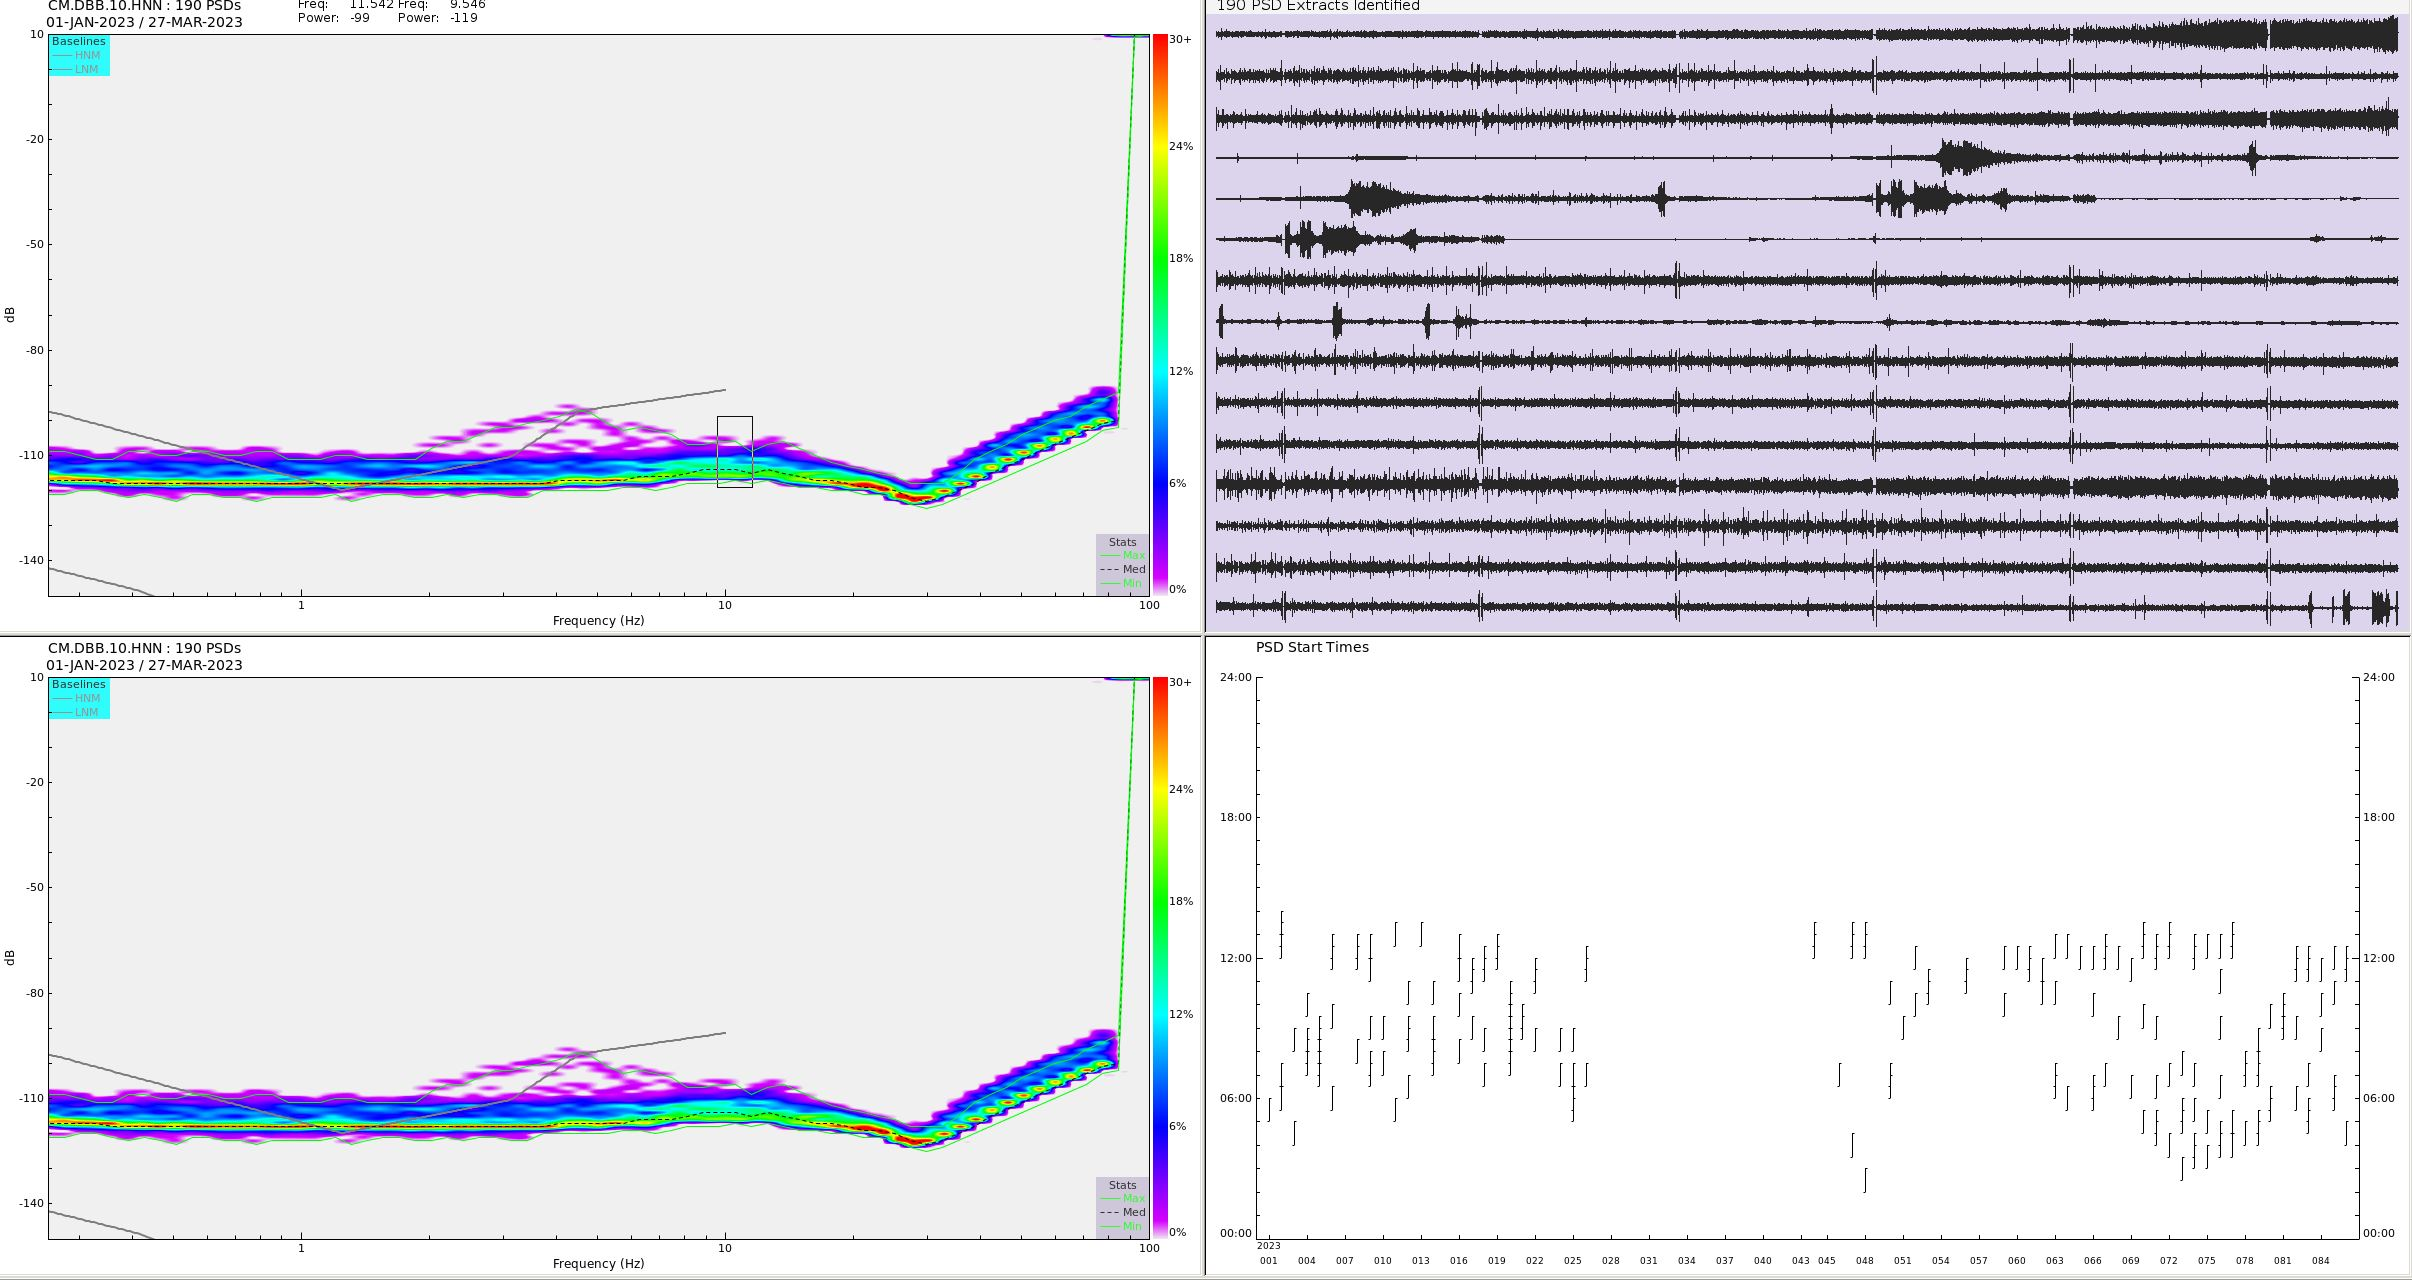 CM.DBB.10.HNN : 190 PSDs
01-JAN-2023 / 27-MAR-2023
Freq: 11.542 Freq: 9.546
Power: -99 Power: -119
10
-20
-50
-80
-110
-140
dB
Baselines
HNM
LNM
Stats
Max
Med
Min
30+
24%
18%
12%
6%
0%
1 10 100
Frequency (Hz)
190 PSD Extracts Identified
CM.DBB.10.HNN : 190 PSDs
01-JAN-2023 / 27-MAR-2023
10
-20
-50
-80
-110
-140
dB
Baselines
HNM
LNM
Stats
Max
Med
Min
30+
24%
18%
12%
6%
0%
1 10 100
Frequency (Hz)
PSD Start Times
24:00 24:00
18:00 18:00
12:00 12:00
06:00 06:00
00:00 00:00
2023
001 004 007 010 013 016 019 022 025 028 031 034 037 040 043 045 048 051 054 057 060 063 066 069 072 075 078 081 084